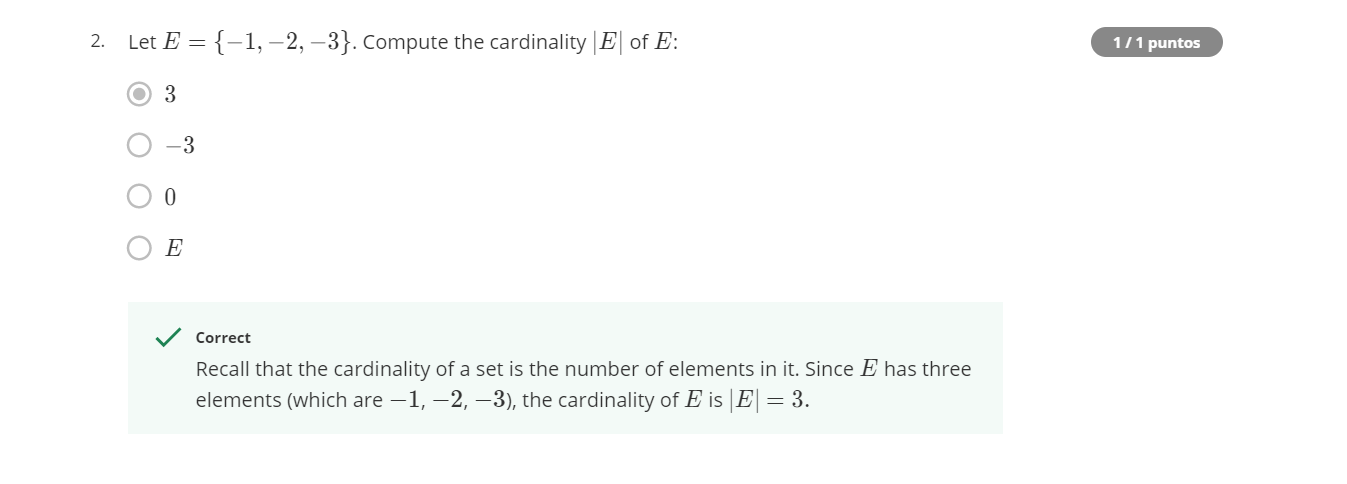 2. Let E = {−1, −2, −3}. Compute the cardinality |E| of E:
1 / 1 puntos
3
−3
0
E
Correct
Recall that the cardinality of a set is the number of elements in it. Since E has three
elements (which are −1, −2, −3), the cardinality of E is |E| = 3.